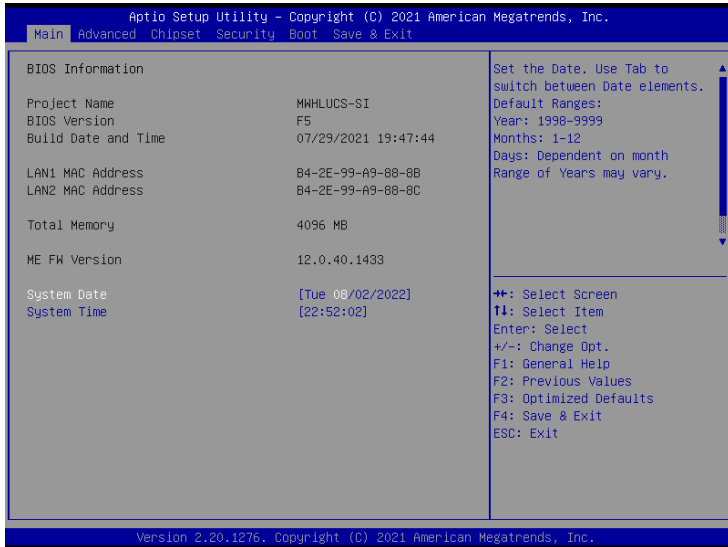 Aptio Setup Utility – Copyright (C) 2021 American Megatrends, Inc.
Main Advanced Chipset Security Boot Save & Exit
BIOS Information
Project Name MWHLUCS-SI
BIOS Version F5
Build Date and Time 07/29/2021 19:47:44
LAN1 MAC Address B4-2E-99-A9-88-8B
LAN2 MAC Address B4-2E-99-A9-88-8C
Total Memory 4096 MB
ME FW Version 12.0.40.1433
System Date [Tue 08/02/2022]
System Time [22:52:02]
Set the Date. Use Tab to
switch between Date elements.
Default Ranges:
Year: 1998-9999
Months: 1-12
Days: Dependent on month
Range of Years may vary.
→←: Select Screen
↑↓: Select Item
Enter: Select
+/-: Change Opt.
F1: General Help
F2: Previous Values
F3: Optimized Defaults
F4: Save & Exit
ESC: Exit
Version 2.20.1276. Copyright (C) 2021 American Megatrends, Inc.